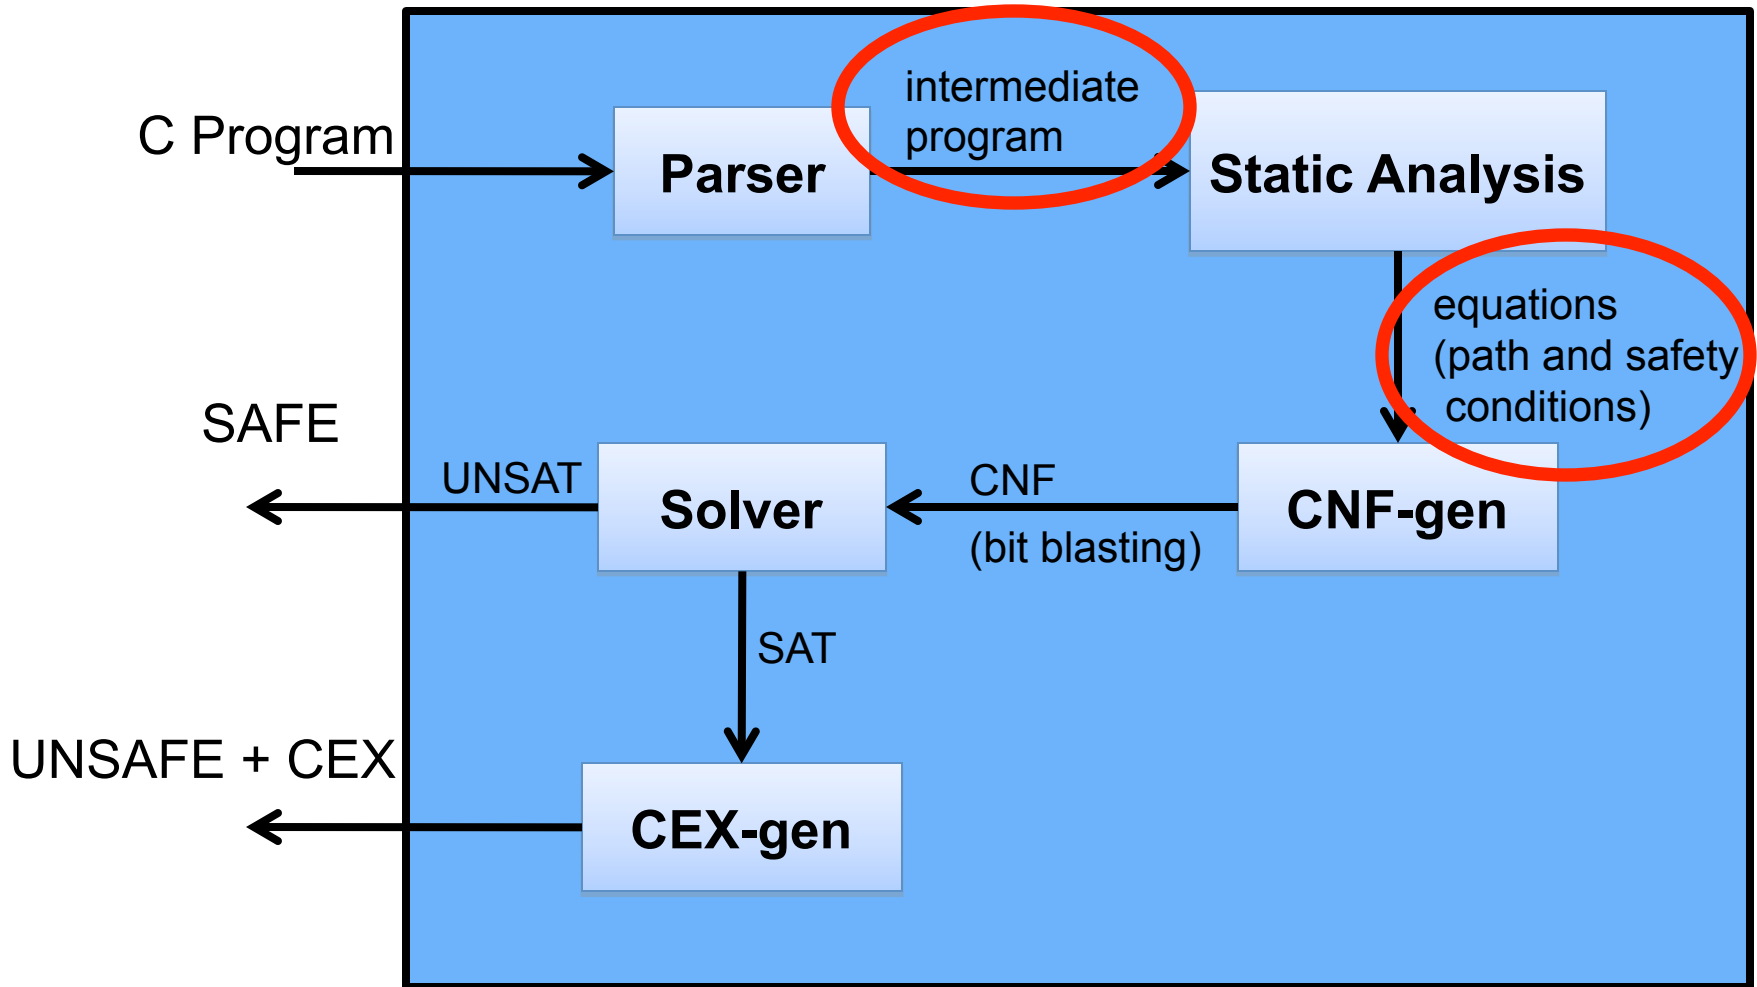 C Program
Parser
intermediate
program
Static Analysis
equations
(path and safety
conditions)
SAFE
UNSAT
Solver
CNF
(bit blasting)
CNF-gen
SAT
UNSAFE + CEX
CEX-gen